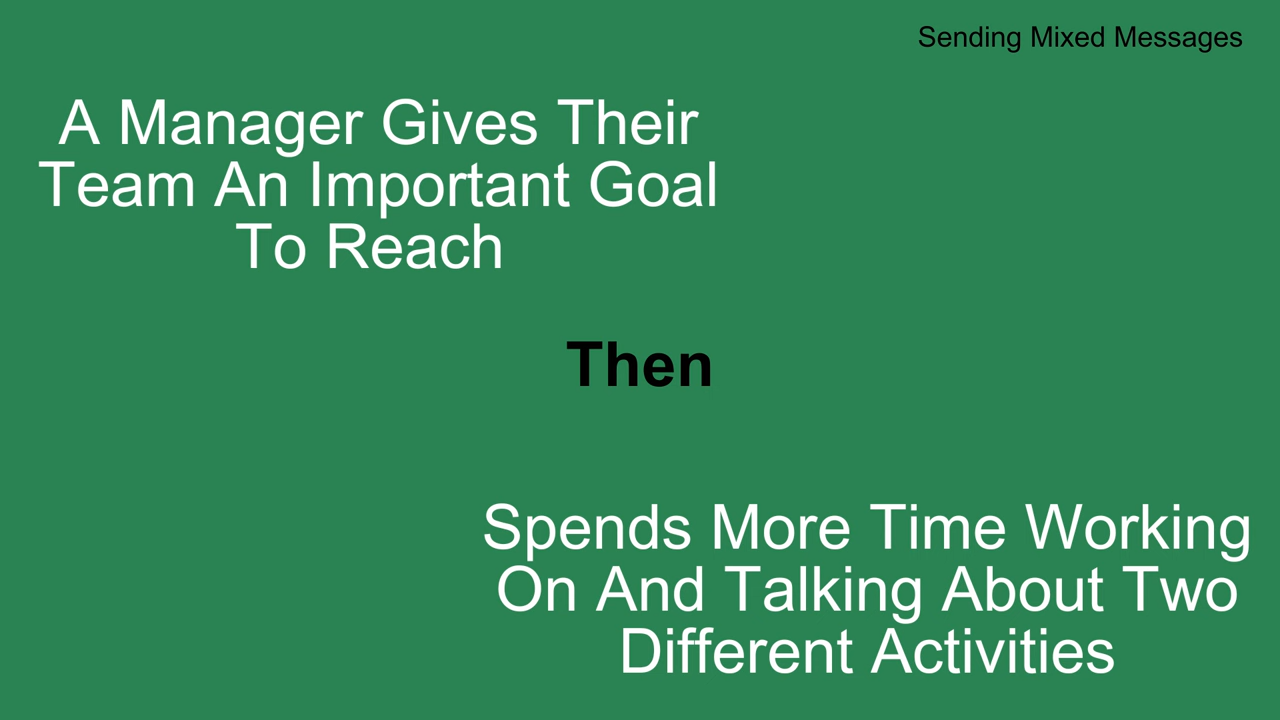 Sending Mixed Messages
A Manager Gives Their
Team An Important Goal
To Reach
Then
Spends More Time Working
On And Talking About Two
Different Activities